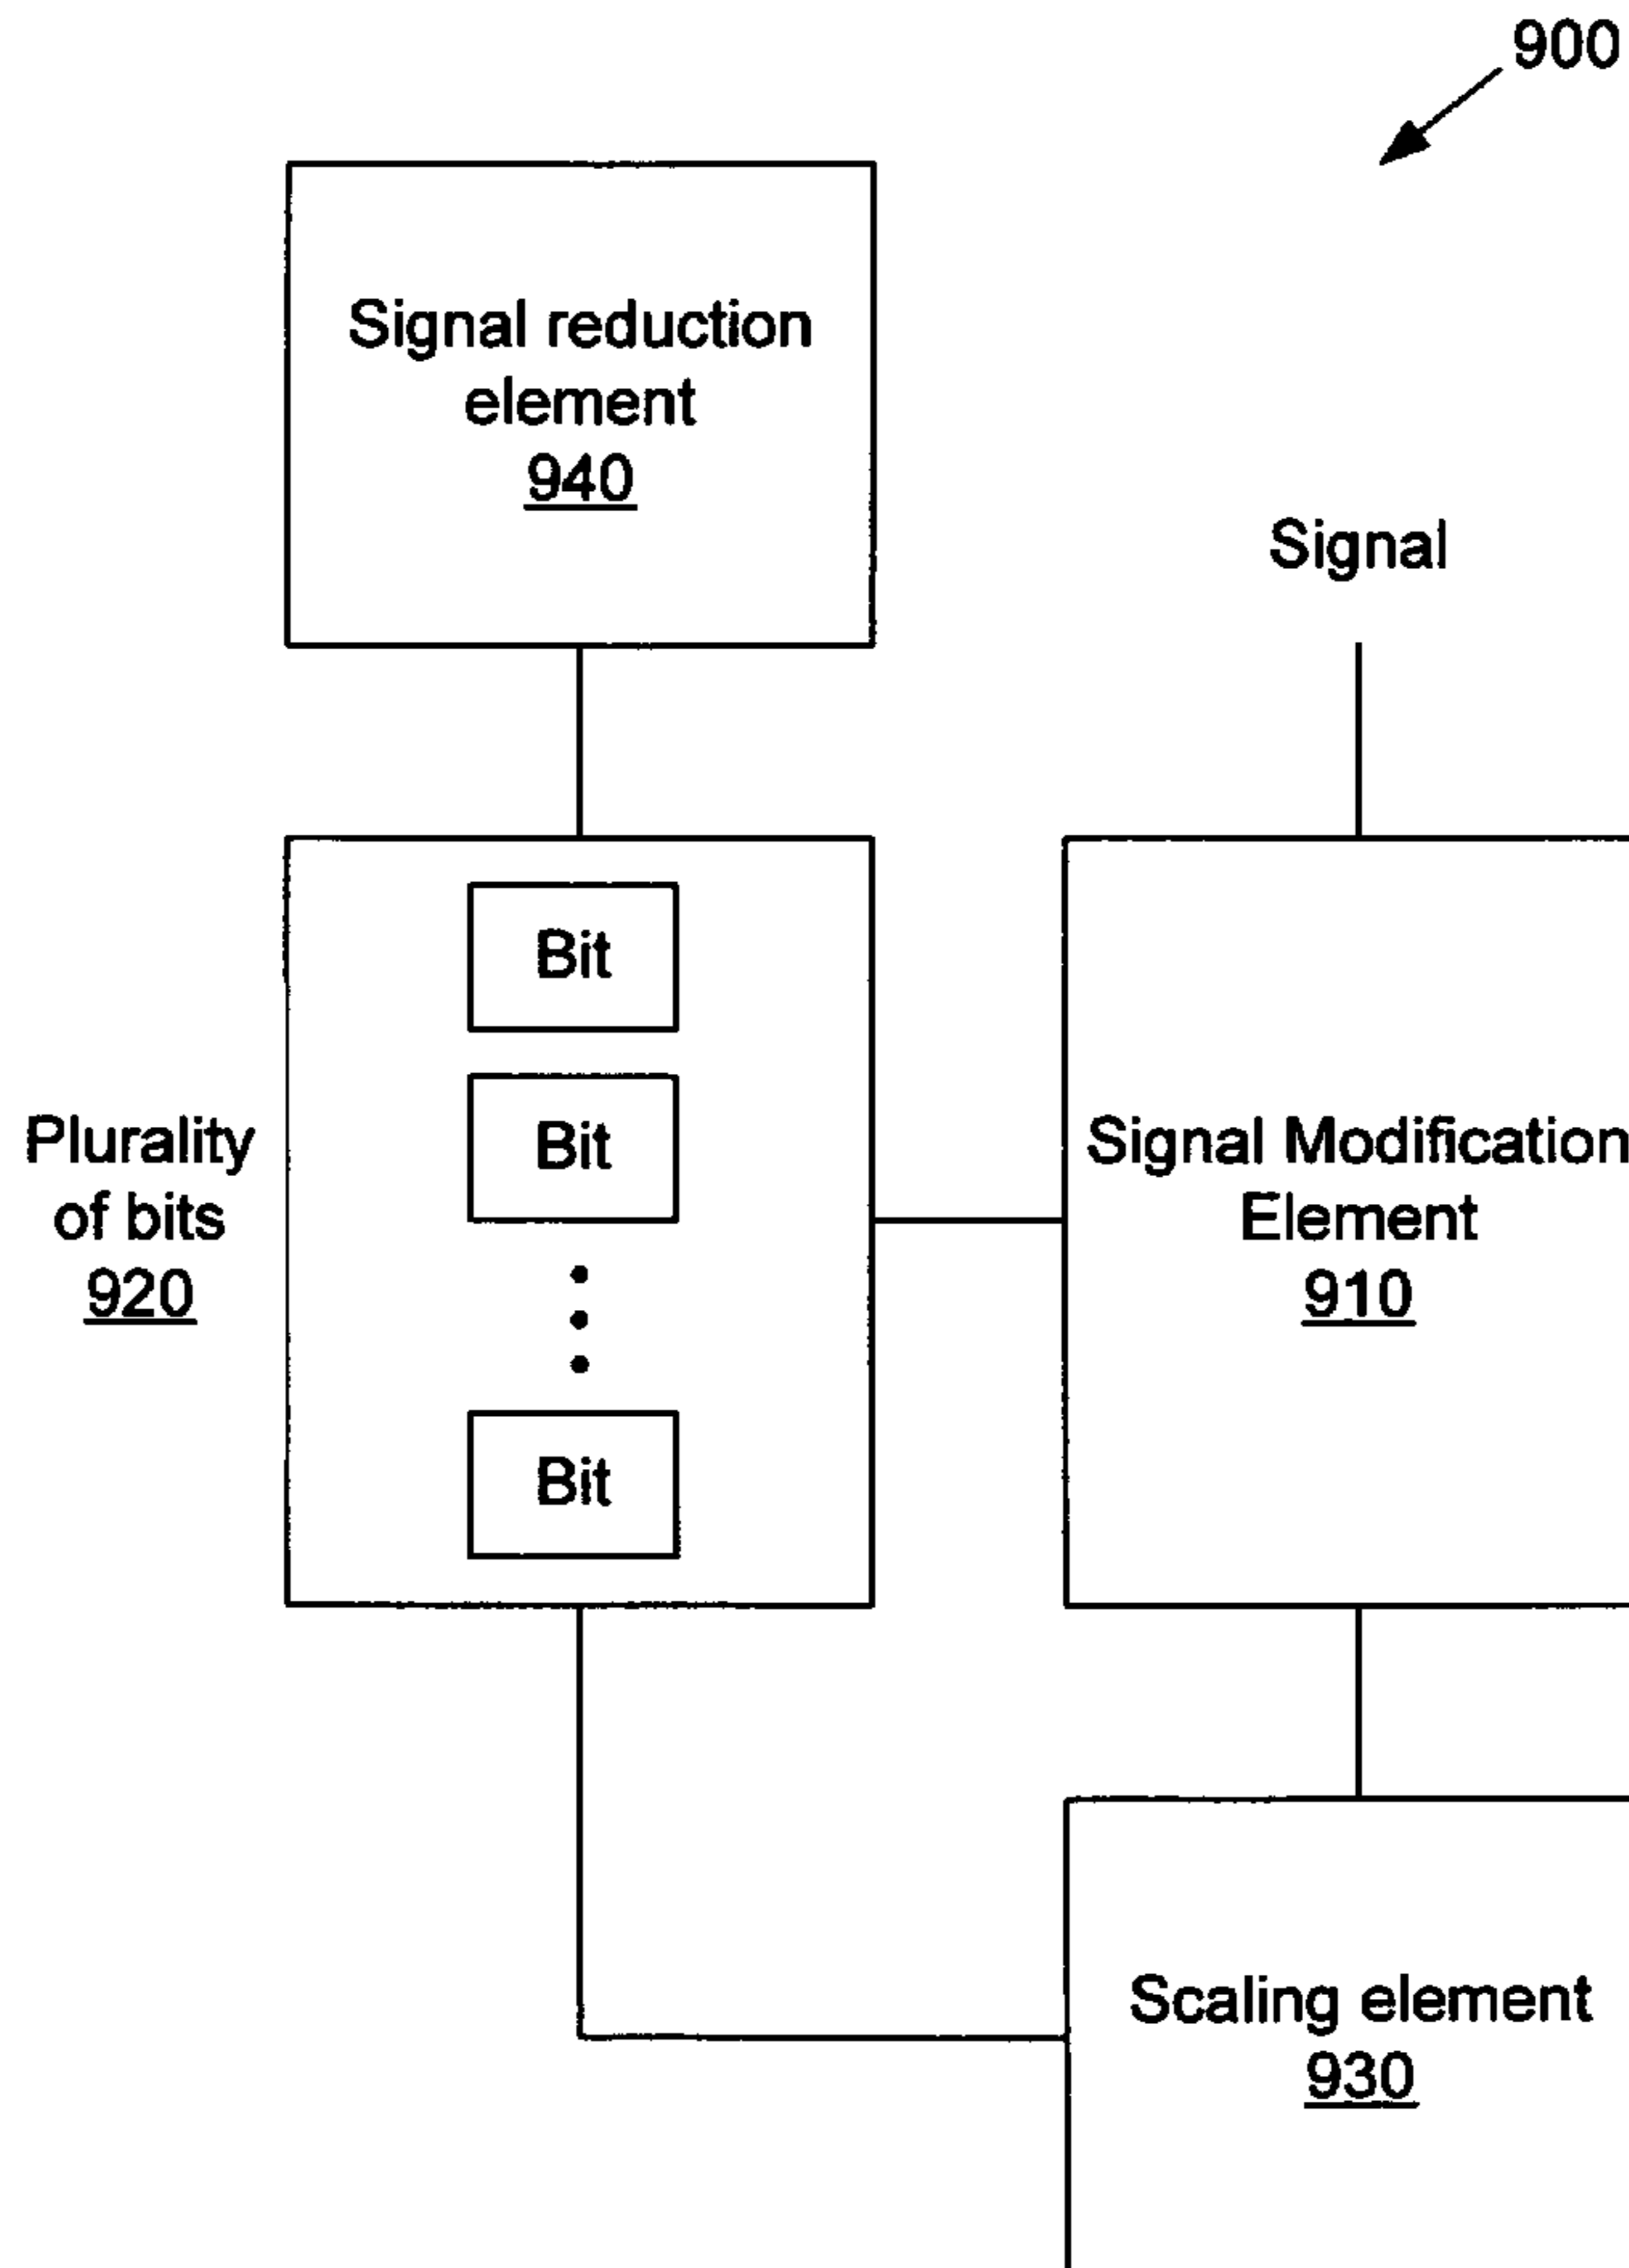 900
Signal reduction
element
940
Signal
Bit
Bit
Bit
Plurality
of bits
920
Signal Modification
Element
910
Scaling element
930